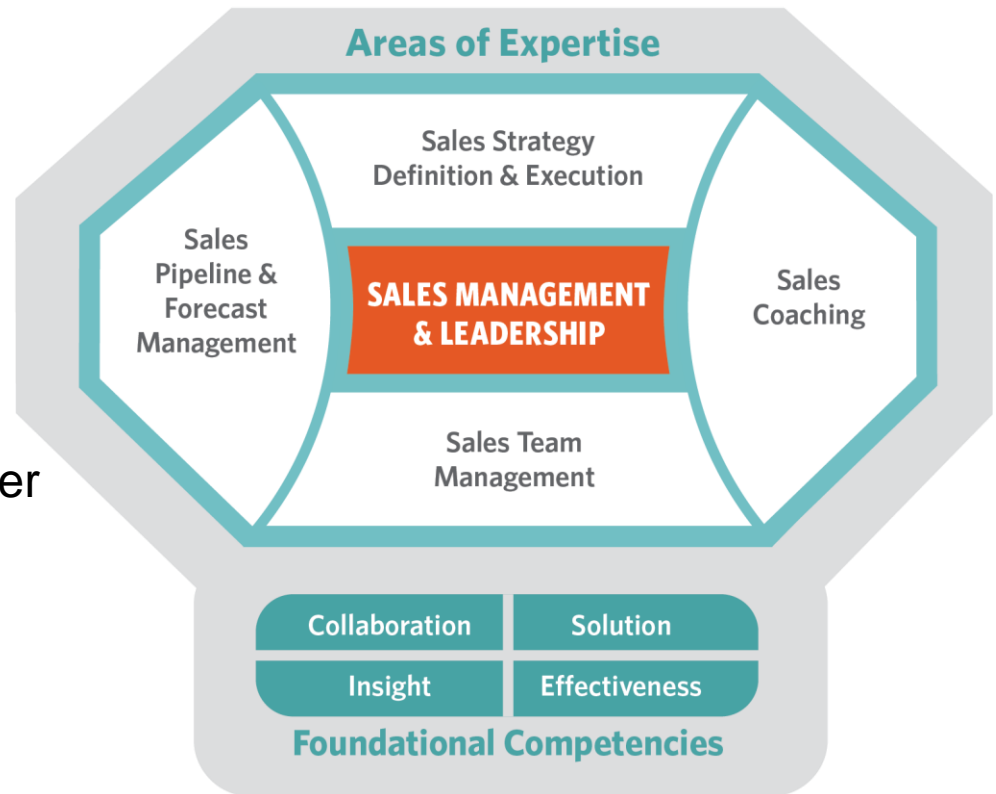 Areas of Expertise
Sales Strategy
Definition & Execution
Sales
Pipeline &
Forecast
Management
SALES MANAGEMENT
& LEADERSHIP
Sales
Coaching
Sales Team
Management
er
Collaboration
Solution
Insight
Effectiveness
Foundational Competencies